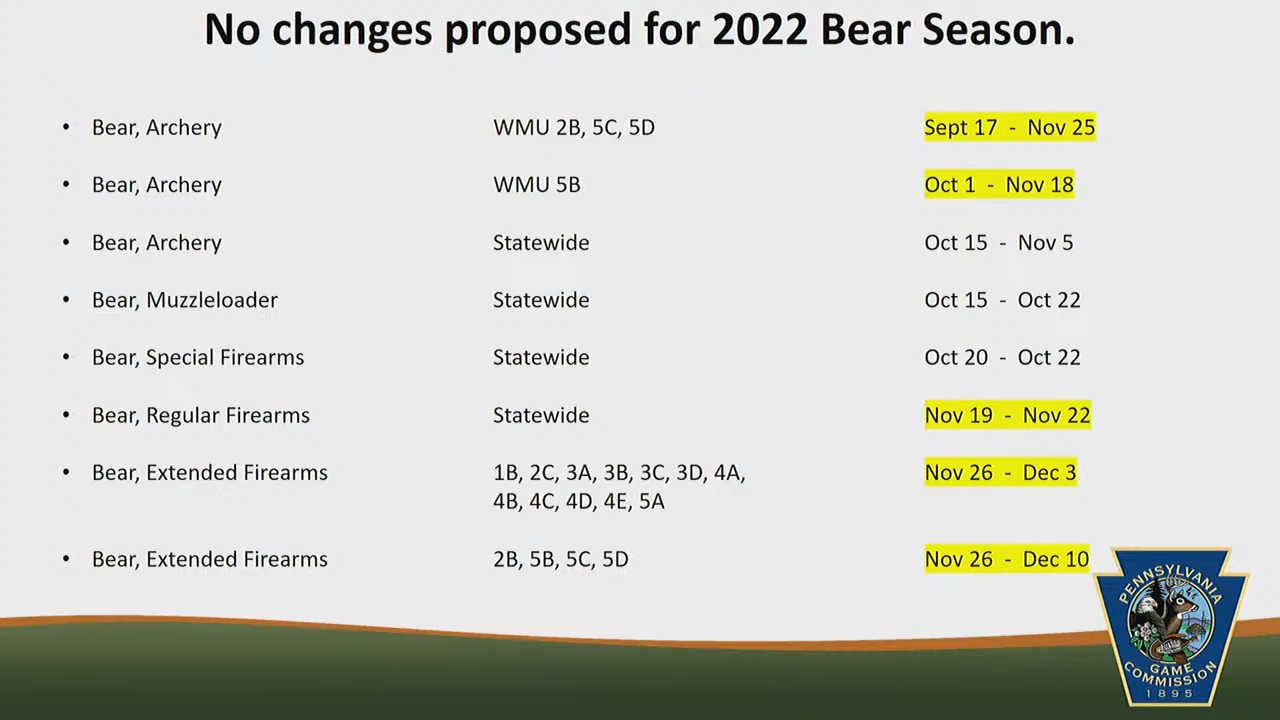 No changes proposed for 2022 Bear Season.
• Bear, Archery WMU 2B, 5C, 5D Sept 17 - Nov 25
• Bear, Archery WMU 5B Oct 1 - Nov 18
• Bear, Archery Statewide Oct 15 - Nov 5
• Bear, Muzzleloader Statewide Oct 15 - Oct 22
• Bear, Special Firearms Statewide Oct 20 - Oct 22
• Bear, Regular Firearms Statewide Nov 19 - Nov 22
• Bear, Extended Firearms 1B, 2C, 3A, 3B, 3C, 3D, 4A, Nov 26 - Dec 3
4B, 4C, 4D, 4E, 5A
• Bear, Extended Firearms 2B, 5B, 5C, 5D Nov 26 - Dec 10
PENNSYLVANIA
GAME
COMMISSION
1895